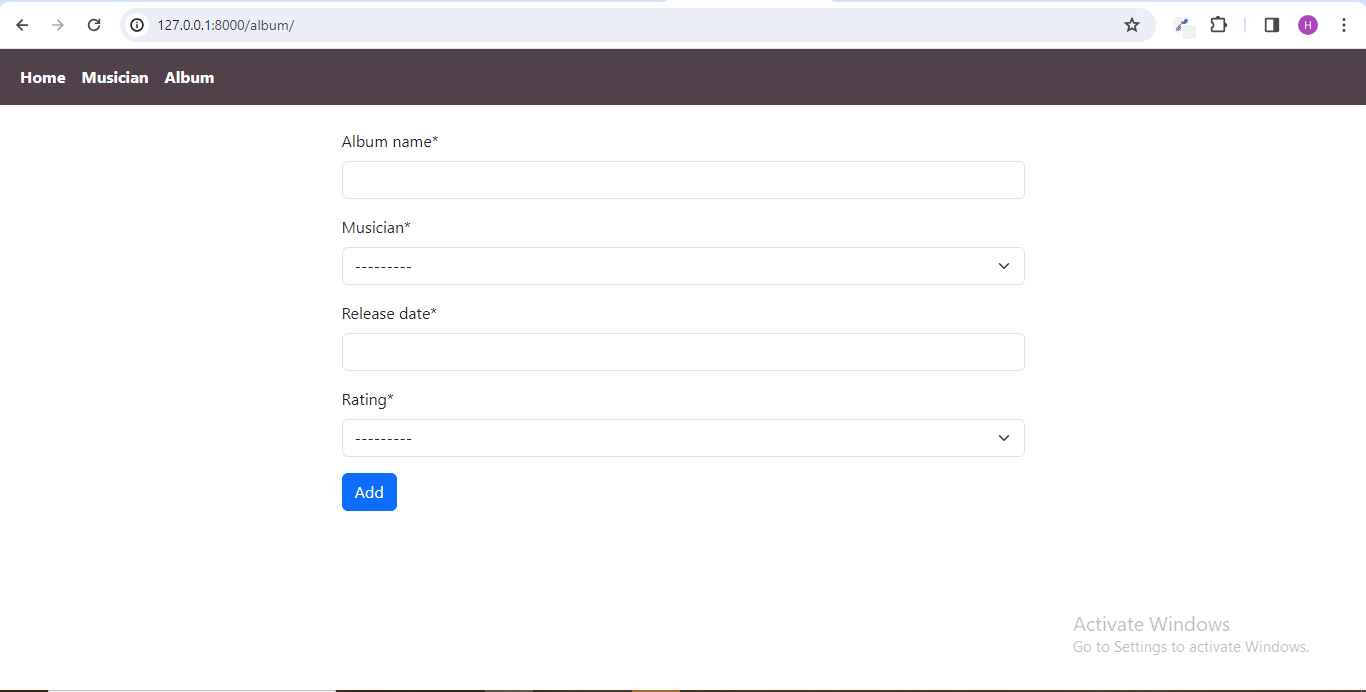 127.0.0.1:8000/album/
H
Home Musician Album
Album name*
Musician*
---------
Release date*
Rating*
---------
Add
Activate Windows
Go to Settings to activate Windows.